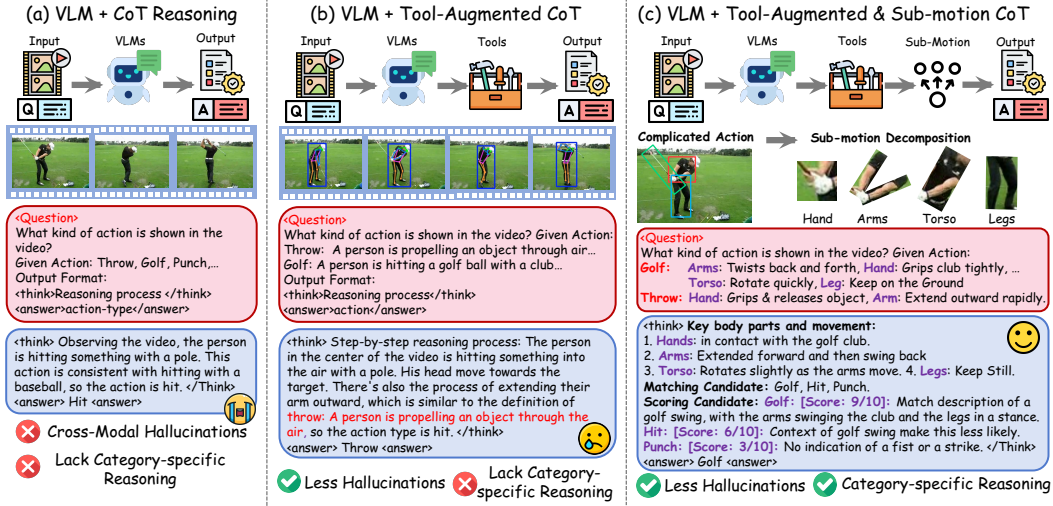 (a) VLM + CoT Reasoning
Input
VLMs
Output
Q
A
<Question>
What kind of action is shown in the
video?
Given Action: Throw, Golf, Punch,...
Output Format:
<think>Reasoning process </think>
<answer>action-type</answer>
<think> Observing the video, the person
is hitting something with a pole. This
action is consistent with hitting with a
baseball, so the action is hit. </Think>
<answer> Hit <answer>
Cross-Modal Hallucinations
Lack Category-specific
Reasoning
(b) VLM + Tool-Augmented CoT
Input
VLMs
Tools
Output
Q
A
<Question>
What kind of action is shown in the video? Given Action:
Throw: A person is propelling an object through air...
Golf: A person is hitting a golf ball with a club...
Output Format:
<think>Reasoning process</think>
<answer>action</answer>
<think> Step-by-step reasoning process: The person
in the center of the video is hitting something into
the air with a pole. His head move towards the
target. There's also the process of extending their
arm outward, which is similar to the definition of
throw: A person is propelling an object through the
air, so the action type is hit. </think>
<answer> Throw <answer>
Less Hallucinations
Lack Category-
specific Reasoning
(c) VLM + Tool-Augmented & Sub-motion CoT
Input
VLMs
Tools
Sub-Motion
Output
Q
A
Complicated Action
Sub-motion Decomposition
Hand
Arms
Torso
Legs
<Question>
What kind of action is shown in the video? Given Action:
Golf: Arms: Twists back and forth, Hand: Grips club tightly, ...
Torso: Rotate quickly, Leg: Keep on the Ground
Throw: Hand: Grips & releases object, Arm: Extend outward rapidly.
<think> Key body parts and movement:
1. Hands: in contact with the golf club.
2. Arms: Extended forward and then swing back
3. Torso: Rotates slightly as the arms move. 4. Legs: Keep Still.
Matching Candidate: Golf, Hit, Punch.
Scoring Candidate: Golf: [Score: 9/10]: Match description of a
golf swing, with the arms swinging the club and the legs in a stance.
Hit: [Score: 6/10]: Context of golf swing make this less likely.
Punch: [Score: 3/10]: No indication of a fist or a strike. </Think>
<answer> Golf <answer>
Less Hallucinations
Category-specific Reasoning